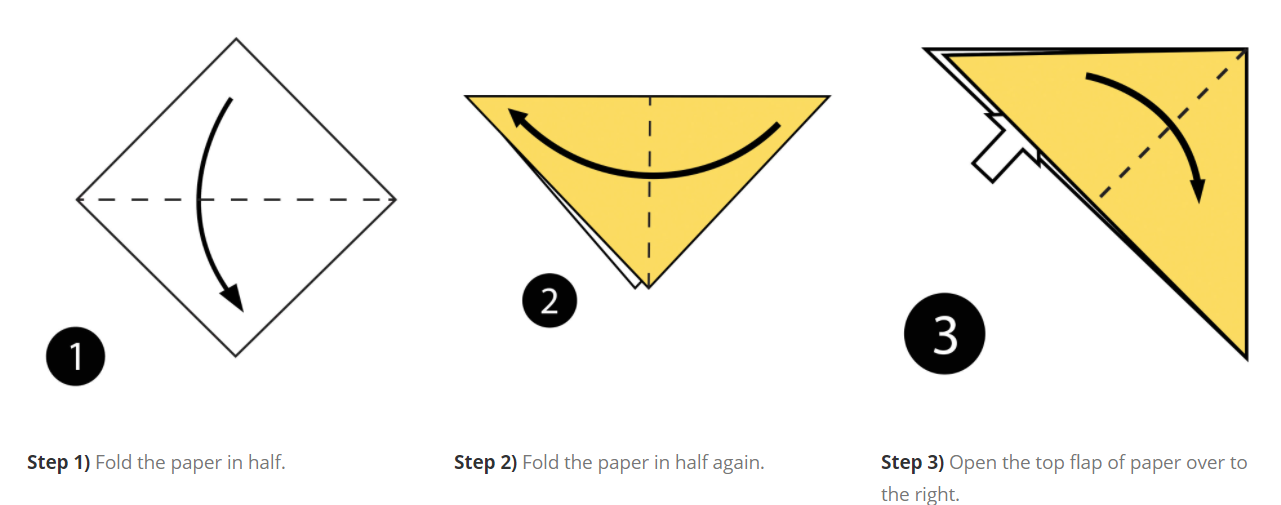 1
2
3
Step 1) Fold the paper in half.
Step 2) Fold the paper in half again.
Step 3) Open the top flap of paper over to
the right.